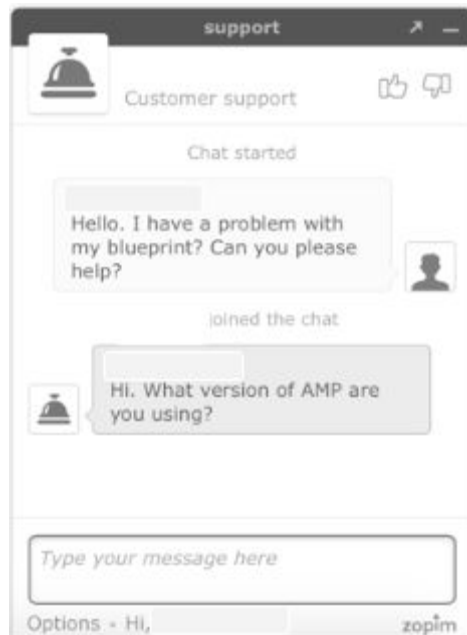 support
Customer support
Chat started
Hello. I have a problem with
my blueprint? Can you please
help?
joined the chat
Hi. What version of AMP are
you using?
Type your message here
Options • Hi,
zopim